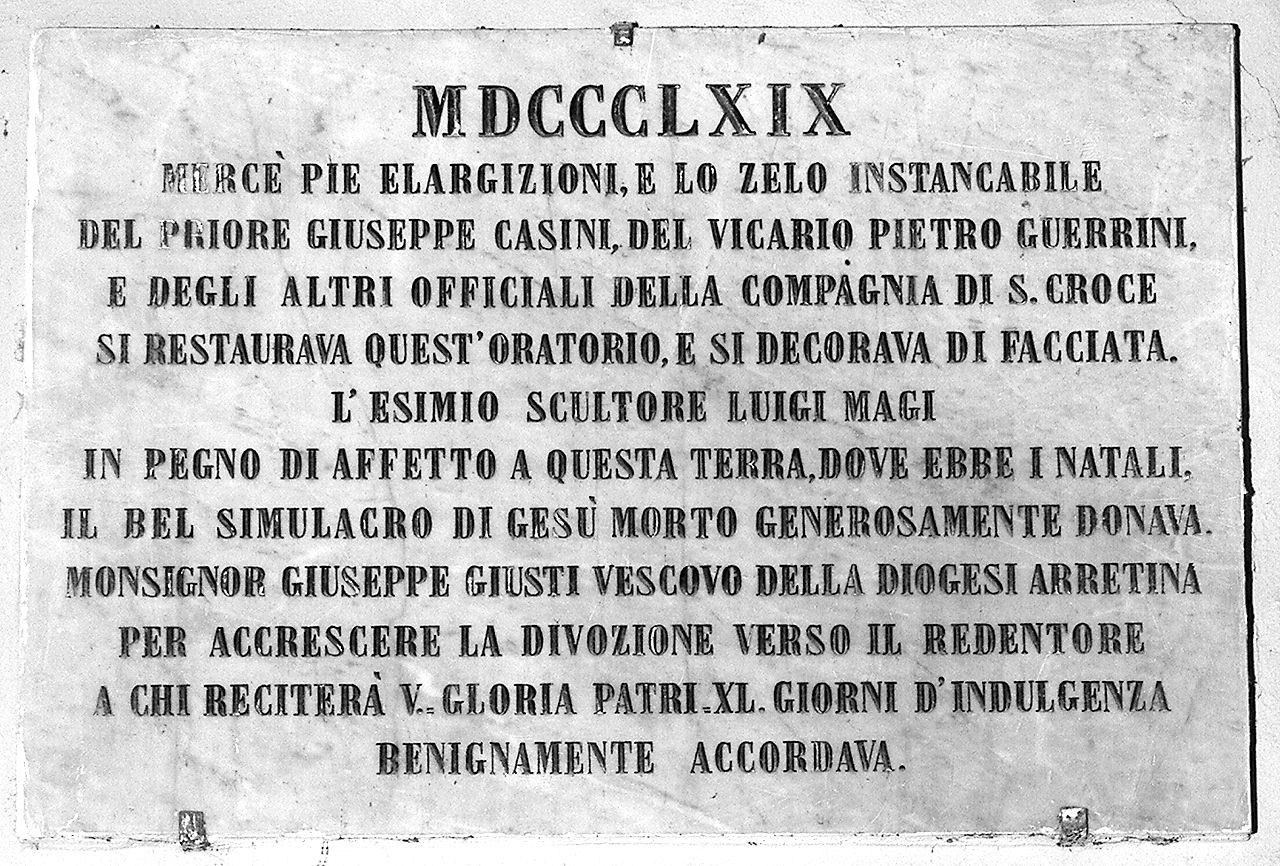 MDCCCLXIX
MERCÈ PIE ELARGIZIONI, E LO ZELO INSTANCABILE
DEL PRIORE GIUSEPPE CASINI, DEL VICARIO PIETRO GUERRINI,
E DEGLI ALTRI OFFICIALI DELLA COMPAGNIA DI S. CROCE
SI RESTAURAVA QUEST'ORATORIO, E SI DECORAVA DI FACCIATA.
L'ESIMIO SCULTORE LUIGI MAGI
IN PEGNO DI AFFETTO A QUESTA TERRA, DOVE EBBE I NATALI,
IL BEL SIMULACRO DI GESÙ MORTO GENEROSAMENTE DONAVA.
MONSIGNOR GIUSEPPE GIUSTI VESCOVO DELLA DIOGESI ARRETINA
PER ACCRESCERE LA DIVOZIONE VERSO IL REDENTORE
A CHI RECITERÀ V.= GLORIA PATRI.=XL. GIORNI D'INDULGENZA
BENIGNAMENTE ACCORDAVA.